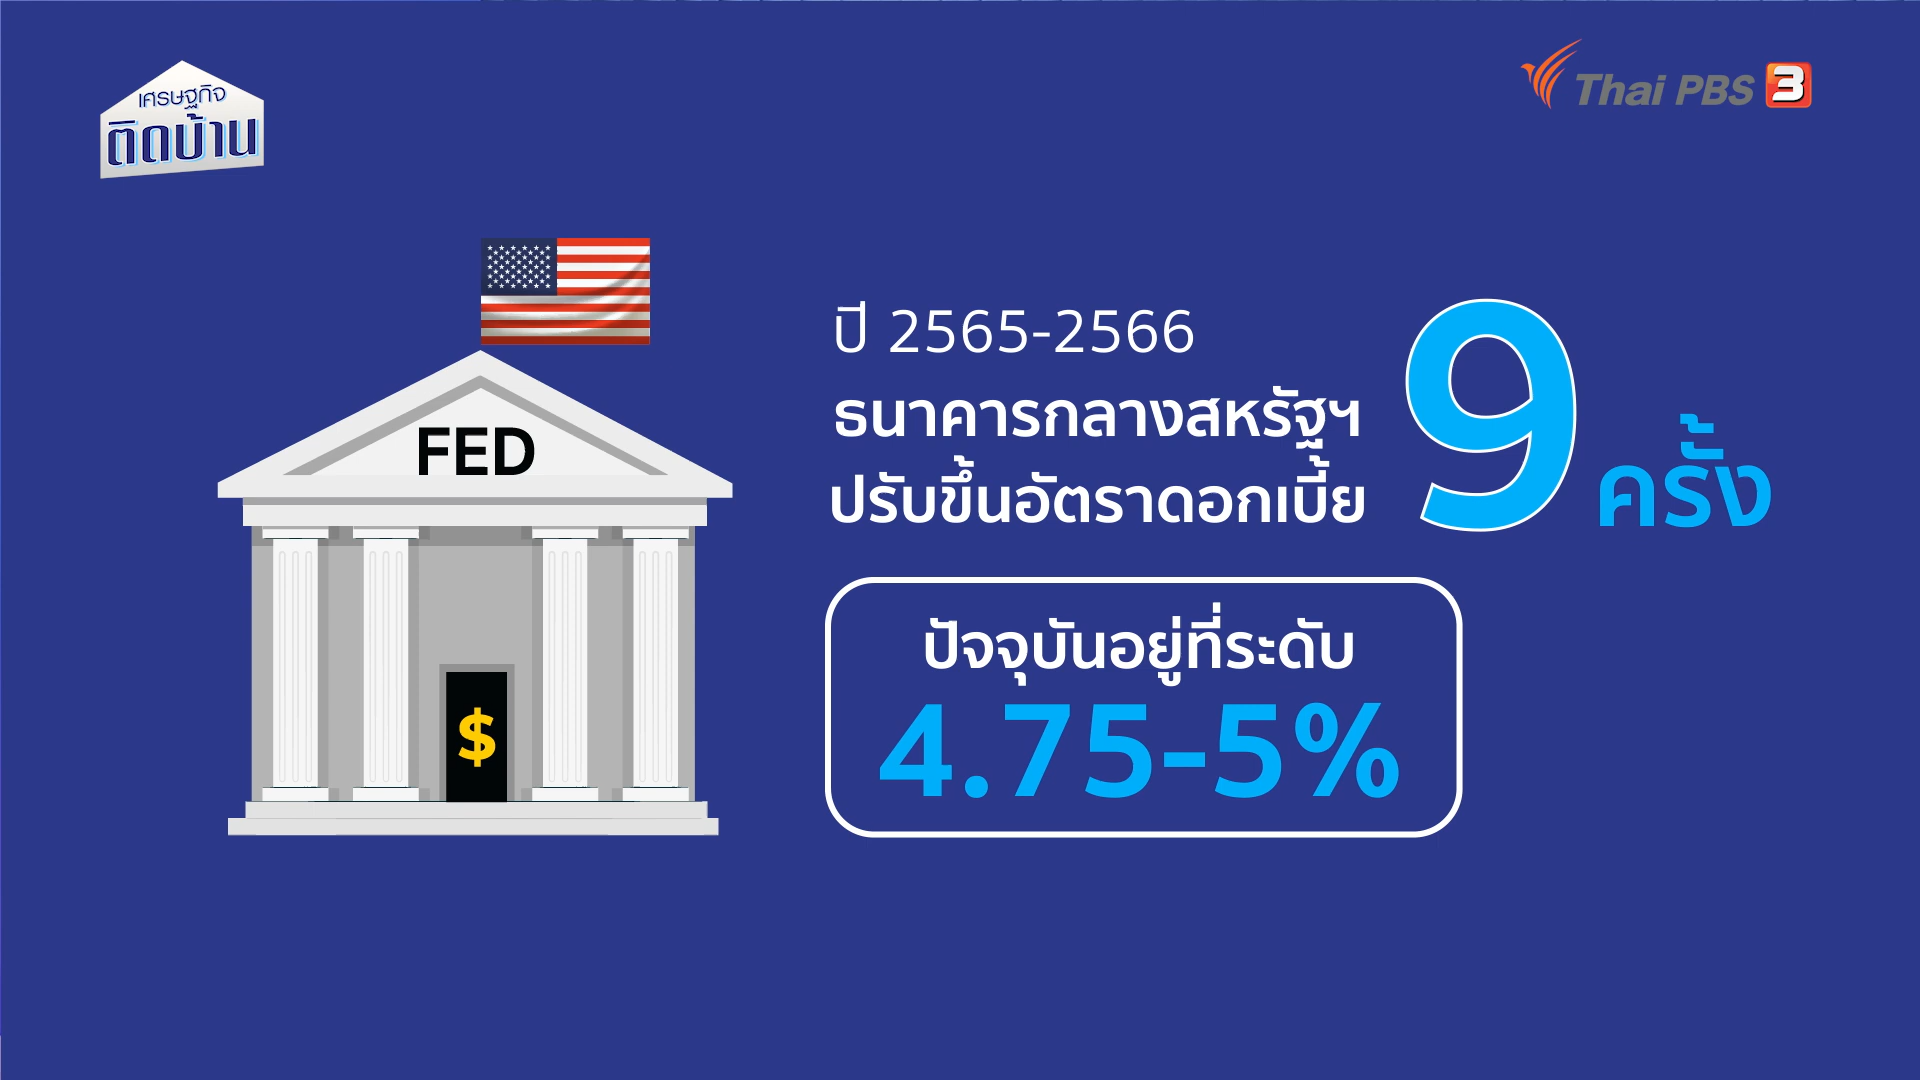 เศรษฐกิจ
ติดบ้าน
Thai PBS 3
FED
$
ปี 2565-2566
ธนาคารกลางสหรัฐฯ
ปรับขึ้นอัตราดอกเบี้ย
9 ครั้ง
ปัจจุบันอยู่ที่ระดับ
4.75-5%